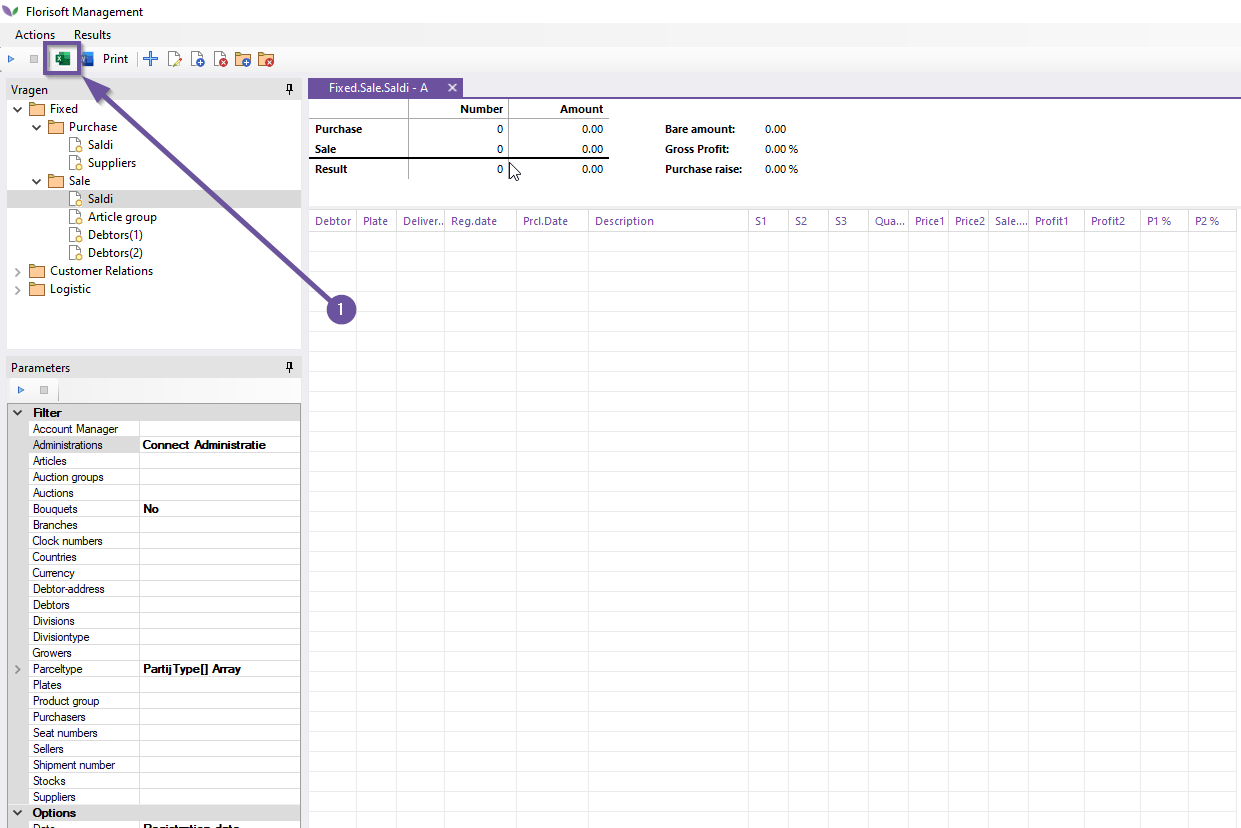 Florisoft Management
Actions Results
Print
Vragen
Fixed
Purchase
Saldi
Suppliers
Sale
Saldi
Article group
Debtors(1)
Debtors(2)
Customer Relations
Logistic
Fixed.Sale.Saldi - A
Number Amount
Purchase 0 0.00
Sale 0 0.00
Result 0 0.00
Bare amount: 0.00
Gross Profit: 0.00 %
Purchase raise: 0.00 %
Debtor Plate Deliver.. Reg.date Prcl.Date Description S1 S2 S3 Qua... Price1 Price2 Sale.... Profit1 Profit2 P1 % P2 %
1
Parameters
Filter
Account Manager
Administrations Connect Administratie
Articles
Auction groups
Auctions
Bouquets No
Branches
Clock numbers
Countries
Currency
Debtor-address
Debtors
Divisions
Divisiontype
Growers
Parceltype PartijType[] Array
Plates
Product group
Purchasers
Seat numbers
Sellers
Shipment number
Stocks
Suppliers
Options
Date Registration date